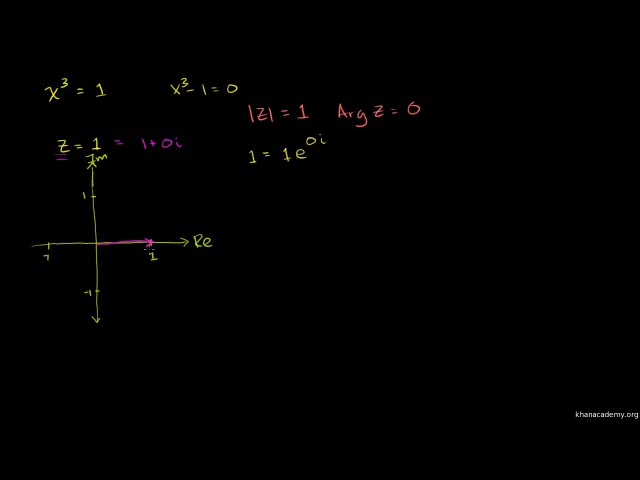 x³ = 1   x³ - 1 = 0
|z| = 1   Arg z = 0
z = 1 = 1 + 0i
1 = 1e^{0i}
Im
1
Re
-1 1
-1
khanacademy.org